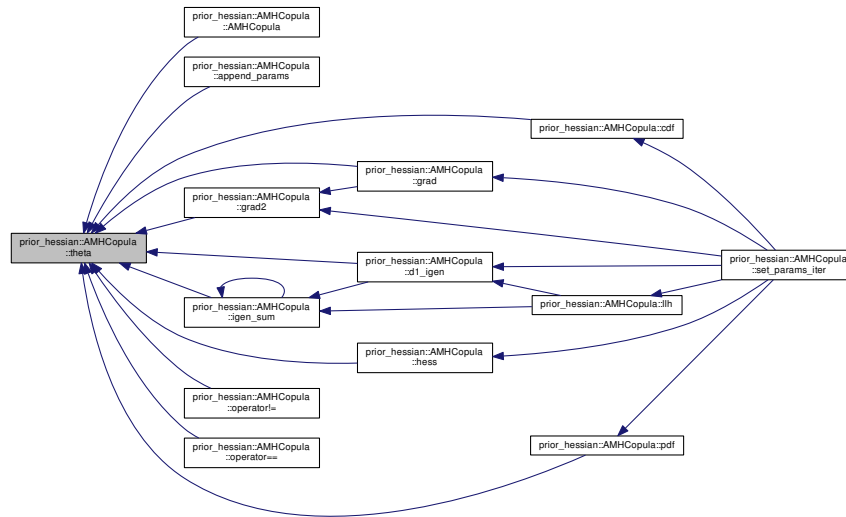 prior_hessian::AMHCopula
::AMHCopula
prior_hessian::AMHCopula
::append_params
prior_hessian::AMHCopula::cdf
prior_hessian::AMHCopula
::grad
prior_hessian::AMHCopula
::grad2
prior_hessian::AMHCopula
::theta
prior_hessian::AMHCopula
::d1_igen
prior_hessian::AMHCopula
::set_params_iter
prior_hessian::AMHCopula
::igen_sum
prior_hessian::AMHCopula::llh
prior_hessian::AMHCopula
::hess
prior_hessian::AMHCopula
::operator!=
prior_hessian::AMHCopula
::operator==
prior_hessian::AMHCopula::pdf